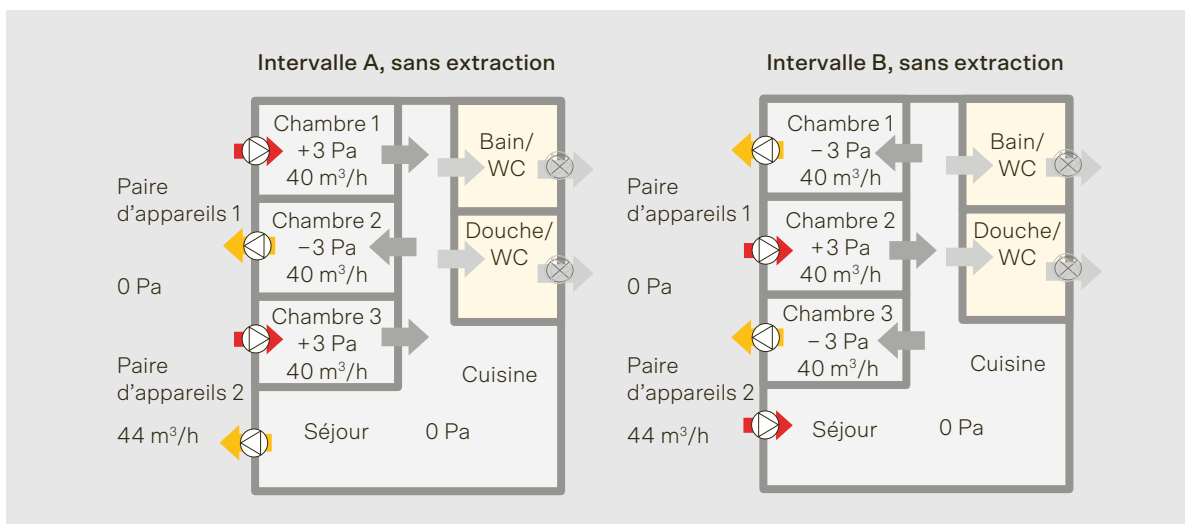 Intervalle A, sans extraction
Chambre 1
+3 Pa
40 m³/h
Bain/
WC
Paire
d'appareils 1
Chambre 2
−3 Pa
40 m³/h
Douche/
WC
0 Pa
Chambre 3
+3 Pa
40 m³/h
Paire
d'appareils 2
Cuisine
44 m³/h
Séjour
0 Pa
Intervalle B, sans extraction
Chambre 1
−3 Pa
40 m³/h
Bain/
WC
Paire
d'appareils 1
Chambre 2
+3 Pa
40 m³/h
Douche/
WC
0 Pa
Chambre 3
−3 Pa
40 m³/h
Paire
d'appareils 2
Cuisine
44 m³/h
Séjour
0 Pa